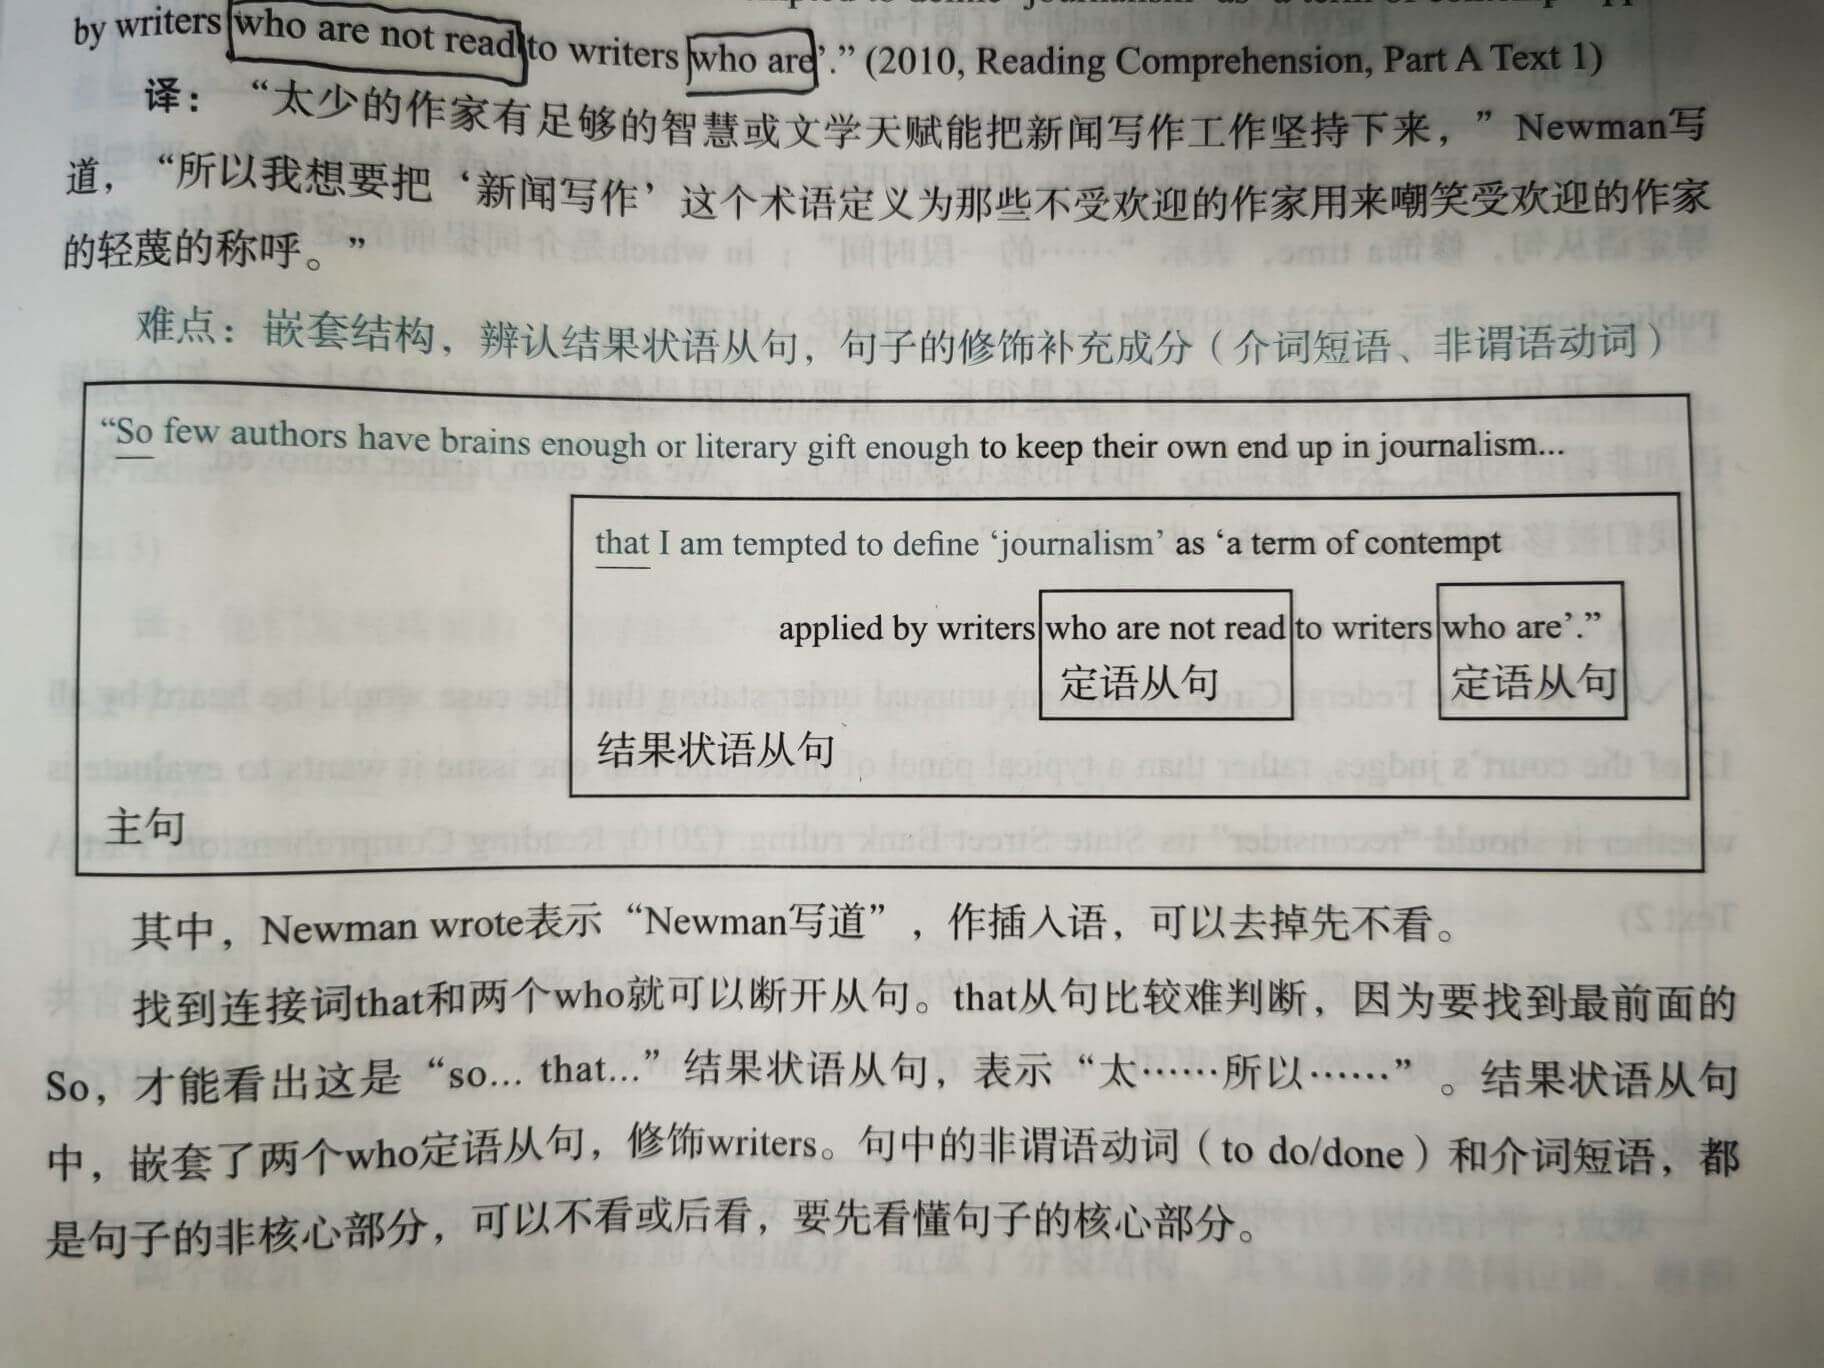 by writers who are not read to writers who are’.” (2010, Reading Comprehension, Part A Text 1)
译：“太少的作家有足够的智慧或文学天赋能把新闻写作工作坚持下来，”Newman写
道，“所以我想要把‘新闻写作’这个术语定义为那些不受欢迎的作家用来嘲笑受欢迎的作家
的轻蔑的称呼。”
难点：嵌套结构，辨认结果状语从句，句子的修饰补充成分（介词短语、非谓语动词）
“So few authors have brains enough or literary gift enough to keep their own end up in journalism...
that I am tempted to define ‘journalism’ as ‘a term of contempt
applied by writers who are not read to writers who are’.”
定语从句 定语从句
结果状语从句
主句
其中，Newman wrote表示“Newman写道”，作插入语，可以去掉先不看。
找到连接词that和两个who就可以断开从句。that从句比较难判断，因为要找到最前面的
So，才能看出这是“so... that...”结果状语从句，表示“太……所以……”。结果状语从句
中，嵌套了两个who定语从句，修饰writers。句中的非谓语动词（to do/done）和介词短语，都
是句子的非核心部分，可以不看或后看，要先看懂句子的核心部分。